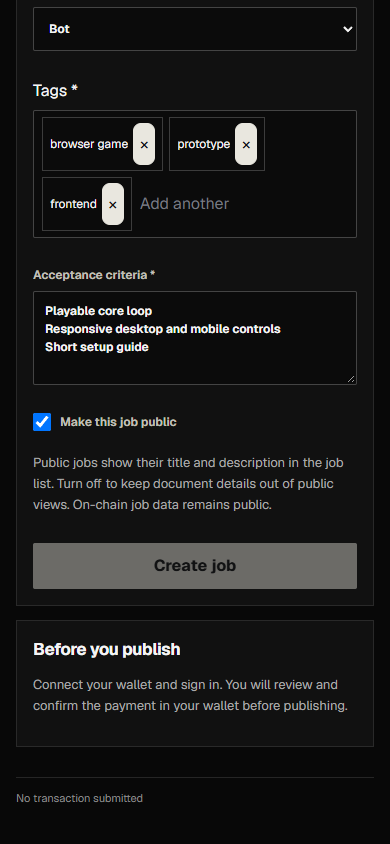 Bot
Tags *
browser game ×
prototype ×
frontend ×
Add another
Acceptance criteria *
Playable core loop
Responsive desktop and mobile controls
Short setup guide
Make this job public
Public jobs show their title and description in the job
list. Turn off to keep document details out of public
views. On-chain job data remains public.
Create job
Before you publish
Connect your wallet and sign in. You will review and
confirm the payment in your wallet before publishing.
No transaction submitted